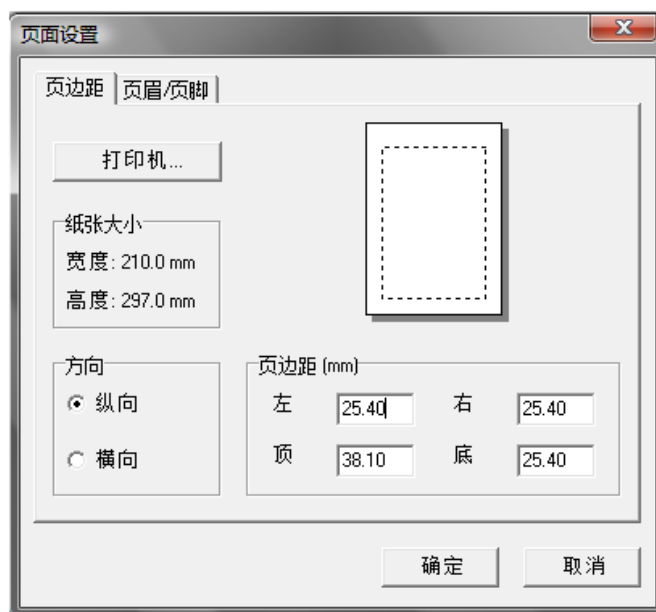 页面设置
页边距 页眉/页脚
打印机...
纸张大小
宽度: 210.0 mm
高度: 297.0 mm
方向
纵向
横向
页边距 (mm)
左 25.40 右 25.40
顶 38.10 底 25.40
确定 取消